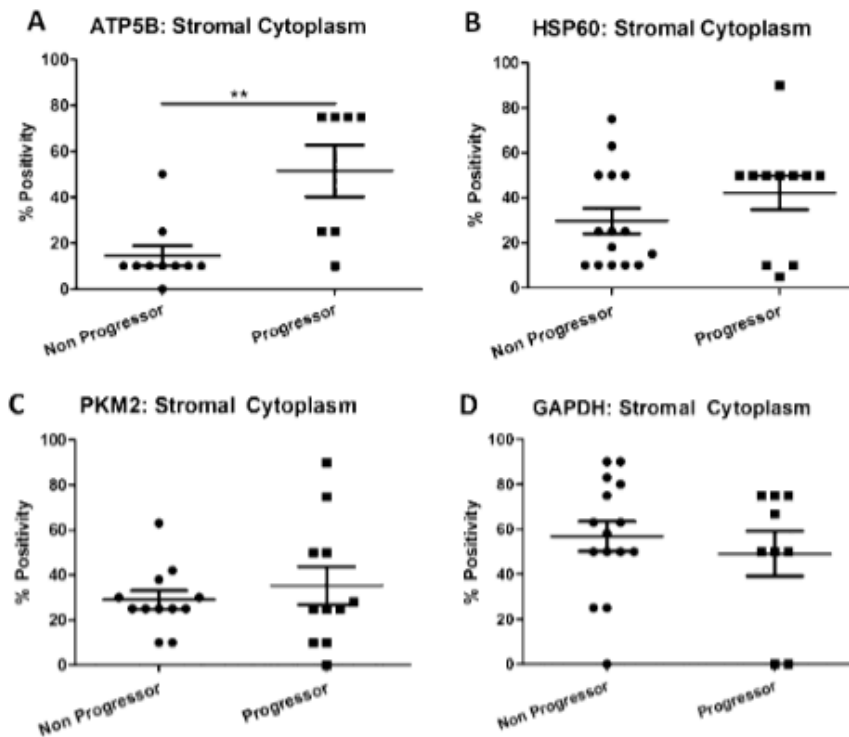 A
ATP5B: Stromal Cytoplasm
% Positivity
100
80
60
40
20
0
**
Non Progressor
Progressor
B
HSP60: Stromal Cytoplasm
% Positivity
100
80
60
40
20
0
Non Progressor
Progressor
C
PKM2: Stromal Cytoplasm
% Positivity
100
80
60
40
20
0
Non Progressor
Progressor
D
GAPDH: Stromal Cytoplasm
% Positivity
100
80
60
40
20
0
Non Progressor
Progressor